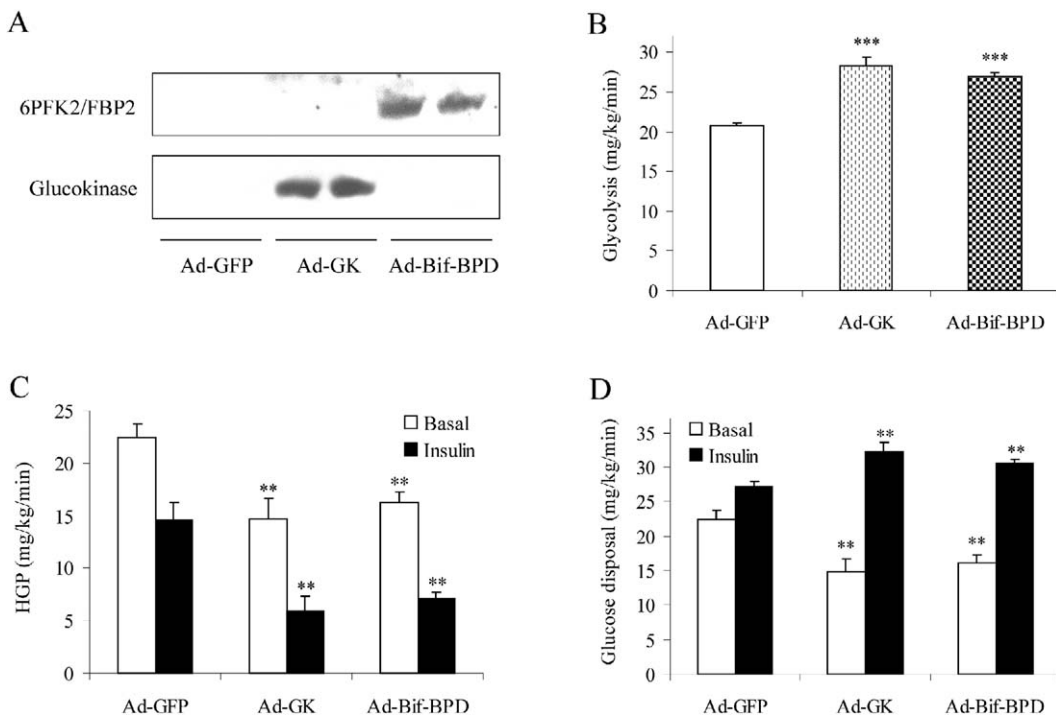 A
6PFK2/FBP2
Glucokinase
Ad-GFP Ad-GK Ad-Bif-BPD
B
Glycolysis (mg/kg/min)
35
30
25
20
15
10
5
0
***
***
Ad-GFP Ad-GK Ad-Bif-BPD
C
HGP (mg/kg/min)
25
20
15
10
5
0
Basal
Insulin
**
**
**
**
Ad-GFP Ad-GK Ad-Bif-BPD
D
Glucose disposal (mg/kg/min)
35
30
25
20
15
10
5
0
Basal
Insulin
**
**
**
**
Ad-GFP Ad-GK Ad-Bif-BPD